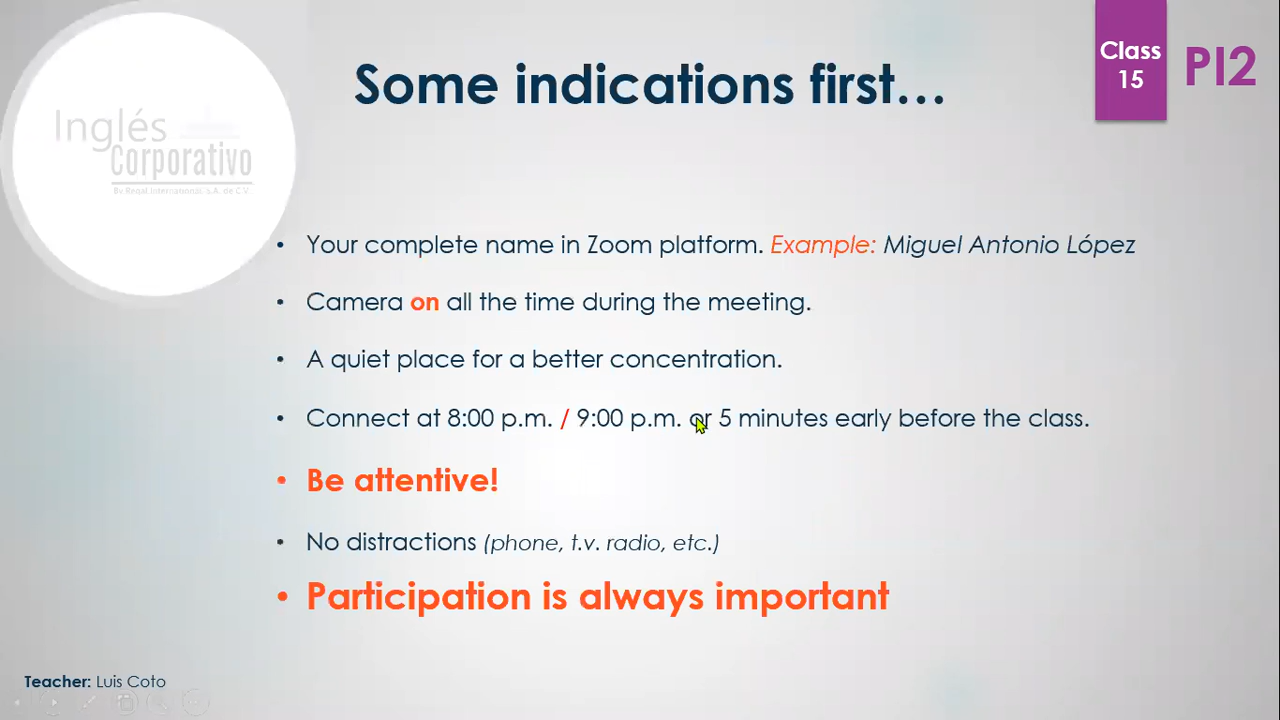 Some indications first…
Class
15
PI2
Inglés
Corporativo
By Regal International´s.A. de C.V.
• Your complete name in Zoom platform. Example: Miguel Antonio López
• Camera on all the time during the meeting.
• A quiet place for a better concentration.
• Connect at 8:00 p.m. / 9:00 p.m. or 5 minutes early before the class.
• Be attentive!
• No distractions (phone, t.v. radio, etc.)
• Participation is always important
Teacher: Luis Coto